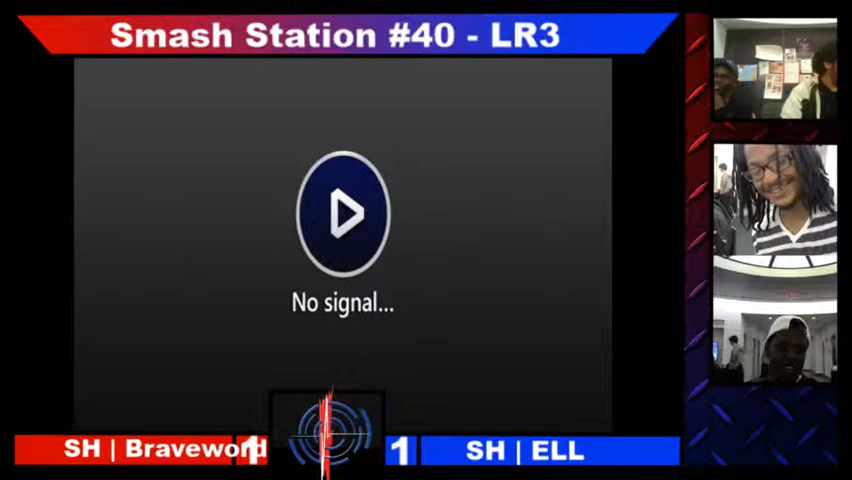 Smash Station #40 - LR3
No signal...
SH | Braveword
1
1
SH | ELL